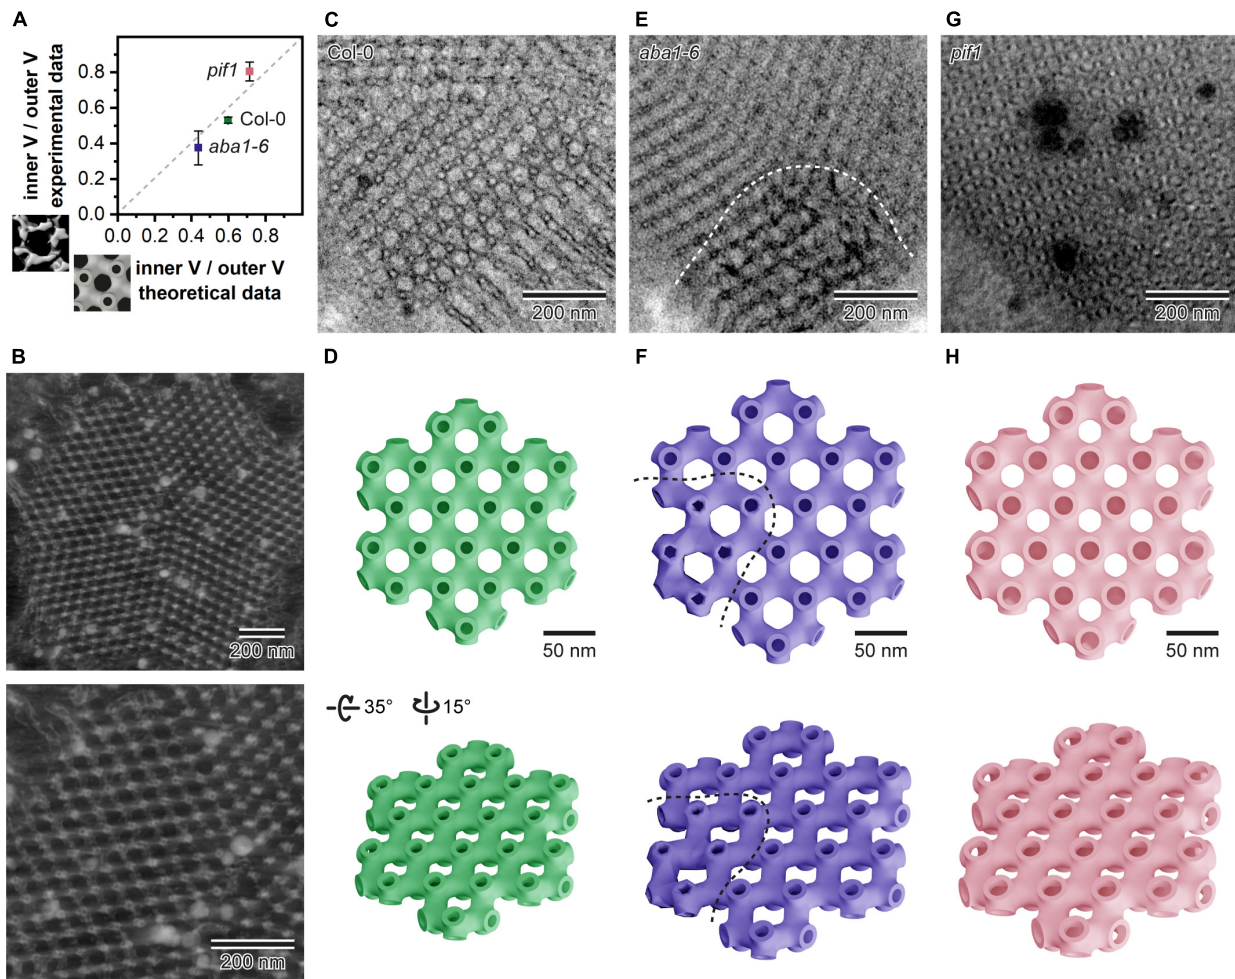 A
inner V / outer V
experimental data
0.8
0.6
0.4
0.2
0.0
pif1
Col-0
aba1-6
0.0 0.2 0.4 0.6 0.8
inner V / outer V
theoretical data
C
Col-0
200 nm
E
aba1-6
200 nm
G
pif1
200 nm
B
200 nm
200 nm
D
50 nm
35° 15°
F
50 nm
H
50 nm